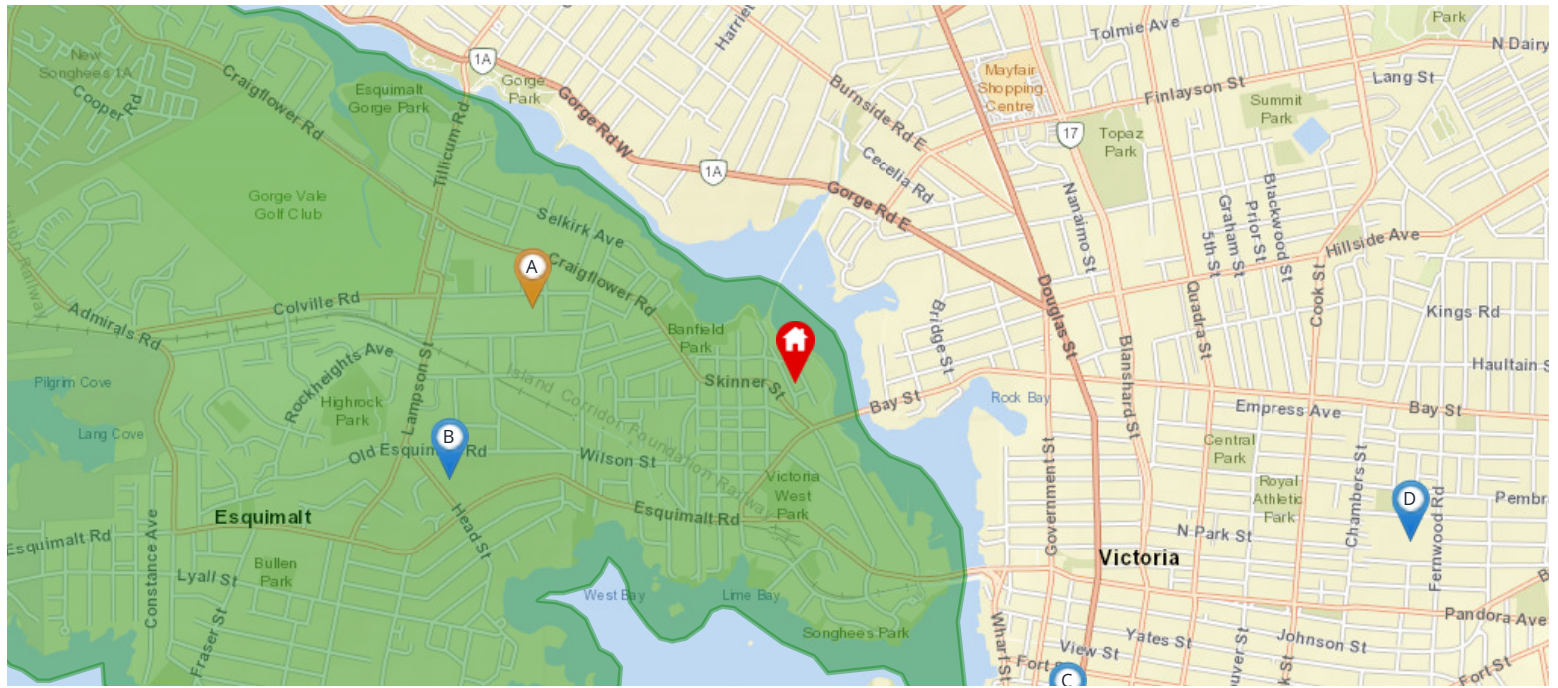 New
Songhees 1A
Cooper Rd
Craigflower Rd
Esquimalt
Gorge Park
1A
Gorge
Park
Tillicum Rd
Gorge Rd W
1A
Burnside Rd E
Cecelia Rd
Gorge Rd E
Mayfair
Shopping
Centre
17
Tolmie Ave
Finlayson St
Topaz
Park
Summit
Park
Park
N Dairy
Lang St
Gorge Vale
Golf Club
Selkirk Ave
Craigflower Rd
A
Colville Rd
Admirals Rd
Railway
Nanaimo St
Blackwood St
Prior St
Graham St
5th St
Hillside Ave
Quadra St
Cook St
Kings Rd
Haultain S
Douglas St
Blanshard St
Bridge St
Banfield
Park
Skinner St
Bay St
Rock Bay
Empress Ave
Bay St
Pilgrim Cove
Rockheights Ave
Highrock
Park
Lampson St
Island Corridor Foundation Railway
Lang Cove
B
Old Esquimalt Rd
Wilson St
Victoria
West
Park
Government St
Central
Park
Royal
Athletic
Park
Chambers St
D
Fernwood Rd
Pembr
Esquimalt
Esquimalt Rd
Esquimalt Rd
Head St
N Park St
Victoria
Constance Ave
Lyall St
Bullen
Park
Fraser St
West Bay
Lime Bay
Songhees Park
Wharf St
Fort S
View St
C
Yates St
Johnson St
Pandora Ave
Fort St